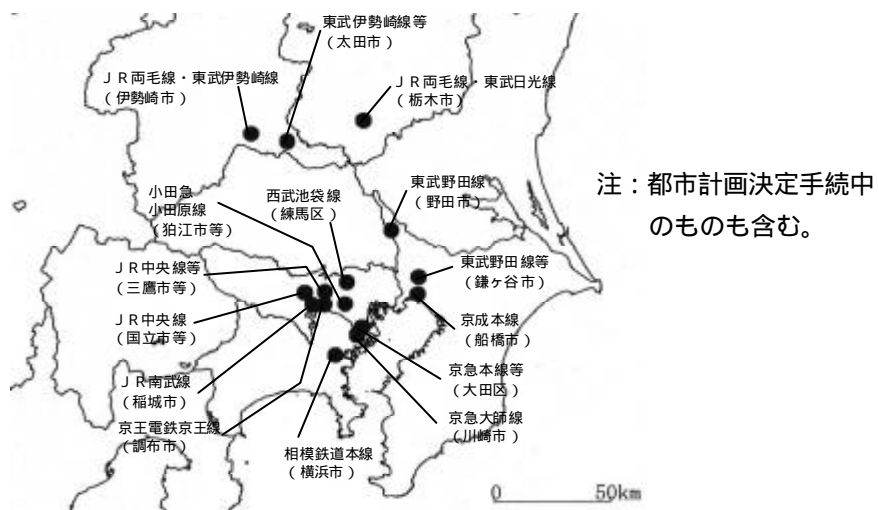 東武伊勢崎線等
（太田市）
ＪＲ両毛線・東武伊勢崎線
（伊勢崎市）
ＪＲ両毛線・東武日光線
（栃木市）
小田急
小田原線
（狛江市等）
西武池袋線
（練馬区）
東武野田線
（野田市）
注：都市計画決定手続中
のものも含む。
ＪＲ中央線等
（三鷹市等）
東武野田線等
（鎌ヶ谷市）
ＪＲ中央線
（国立市等）
京成本線
（船橋市）
ＪＲ南武線
（稲城市）
京急本線等
（大田区）
京王電鉄京王線
（調布市）
京急大師線
（川崎市）
相模鉄道本線
（横浜市）
0 50km